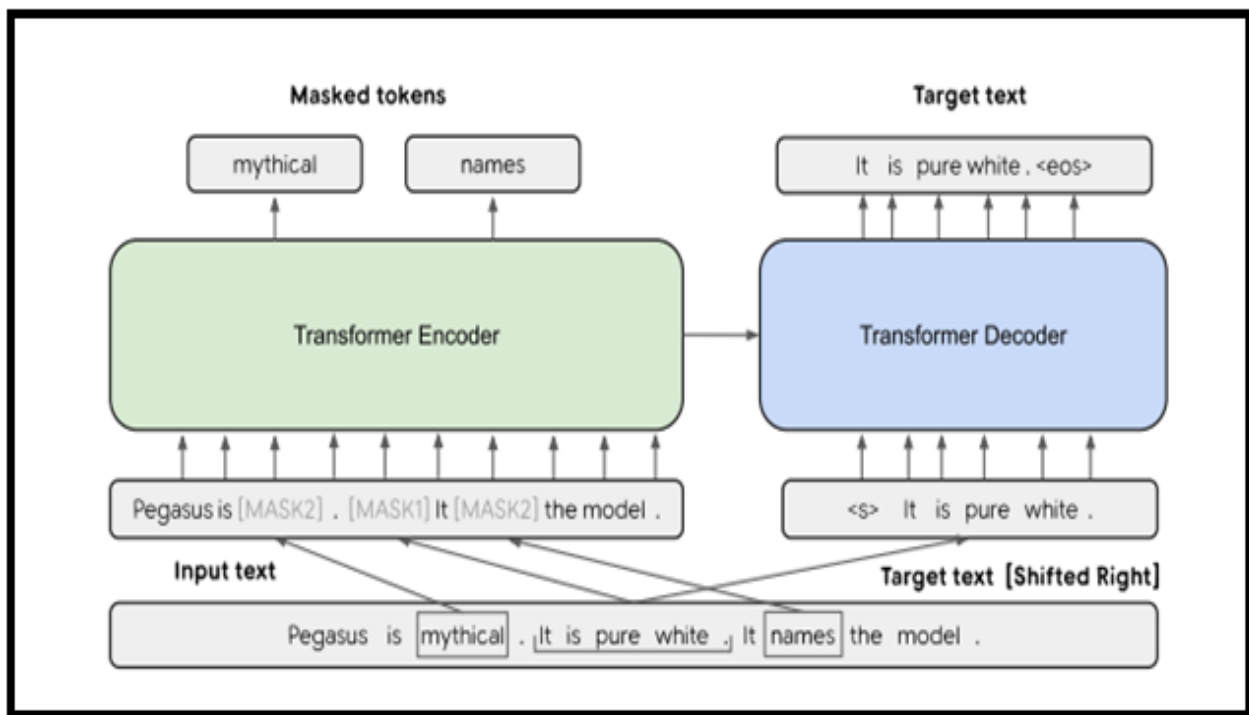 Masked tokens
Target text
mythical
names
It is pure white . <eos>
Transformer Encoder
Transformer Decoder
Pegasus is [MASK2] . [MASK1] It [MASK2] the model .
<s> It is pure white .
Input text
Target text [Shifted Right]
Pegasus is mythical . It is pure white . It names the model .